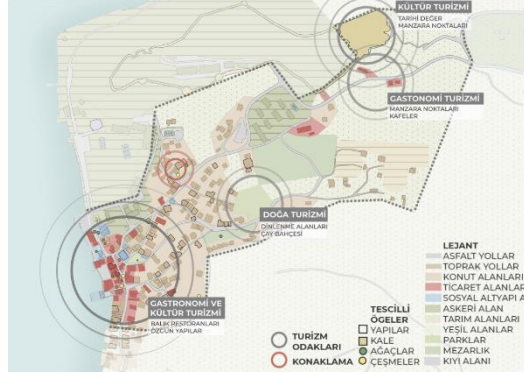 KÜLTÜR TURİZMİ
TARİHİ DEĞER
MANZARA NOKTALARI
GASTONOMİ TURİZMİ
MANZARA NOKTALARI
KAFELER
DOĞA TURİZMİ
DİNLENME ALANLARI
ÇAY BAHÇESİ
GASTRONOMİ VE
KÜLTÜR TURİZMİ
BALIK RESTORANLARI
ÖZGÜN YAPILAR
TURİZM
ODAKLARI
KONAKLAMA
TESCİLLİ
ÖGELER
YAPILAR
KALE
AĞAÇLAR
ÇEŞMELER
LEJANT
ASFALT YOLLAR
TOPRAK YOLLAR
KONUT ALANLARI
TİCARET ALANLAR
SOSYAL ALTYAPI A
ASKERİ ALAN
TARIM ALANLARI
YEŞİL ALANLAR
PARKLAR
MEZARLIK
KIYI ALANI